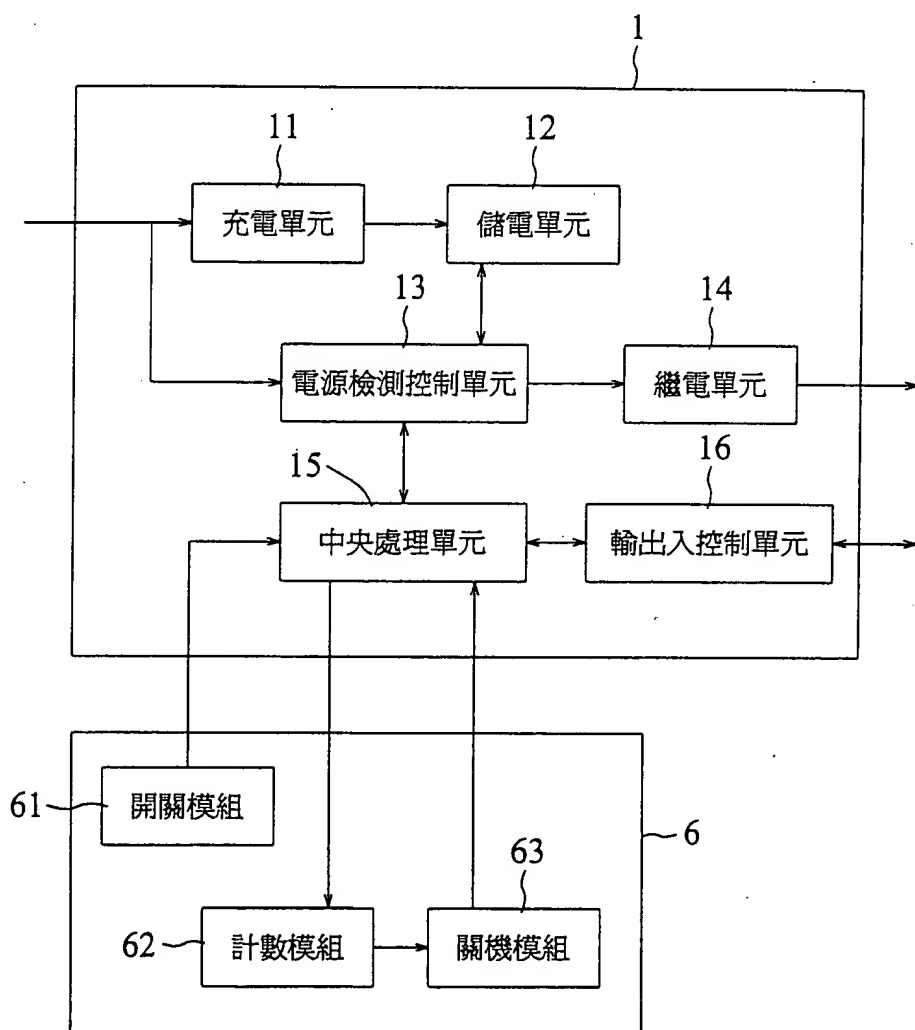 1
11
12
充電單元
儲電單元
13
14
電源檢測控制單元
繼電單元
15
16
中央處理單元
輸出入控制單元
61
開關模組
6
63
62
計數模組
關機模組